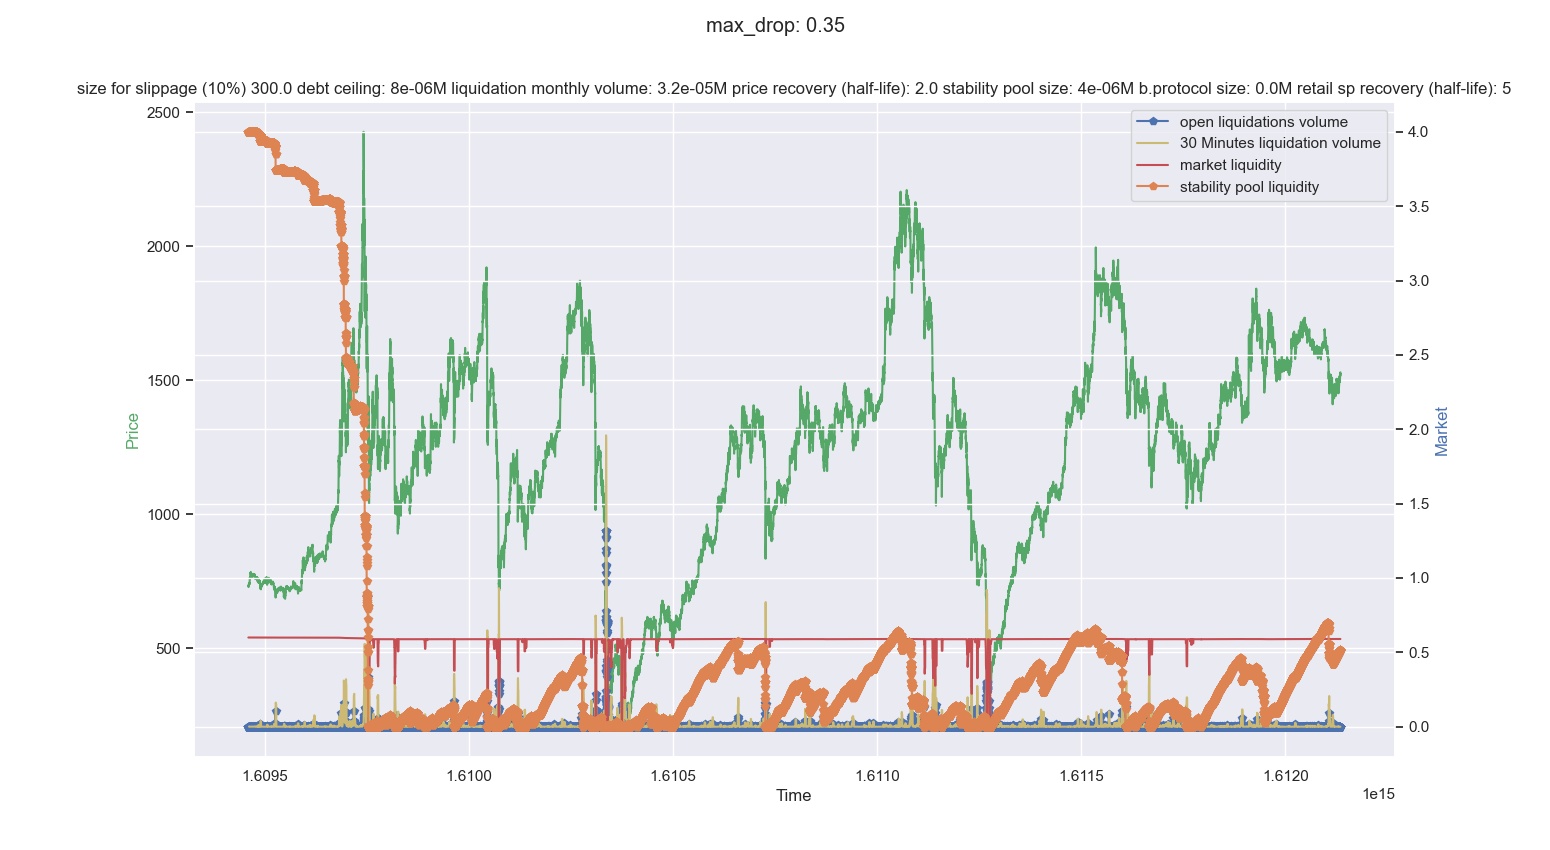 max_drop: 0.35
size for slippage (10%) 300.0 debt ceiling: 8e-06M liquidation monthly volume: 3.2e-05M price recovery (half-life): 2.0 stability pool size: 4e-06M b.protocol size: 0.0M retail sp recovery (half-life): 5
open liquidations volume
30 Minutes liquidation volume
market liquidity
stability pool liquidity
2500
2000
1500
1000
500
Price
4.0
3.5
3.0
2.5
2.0
1.5
1.0
0.5
0.0
Market
1.6095
1.6100
1.6105
1.6110
1.6115
1.6120
Time
1e15